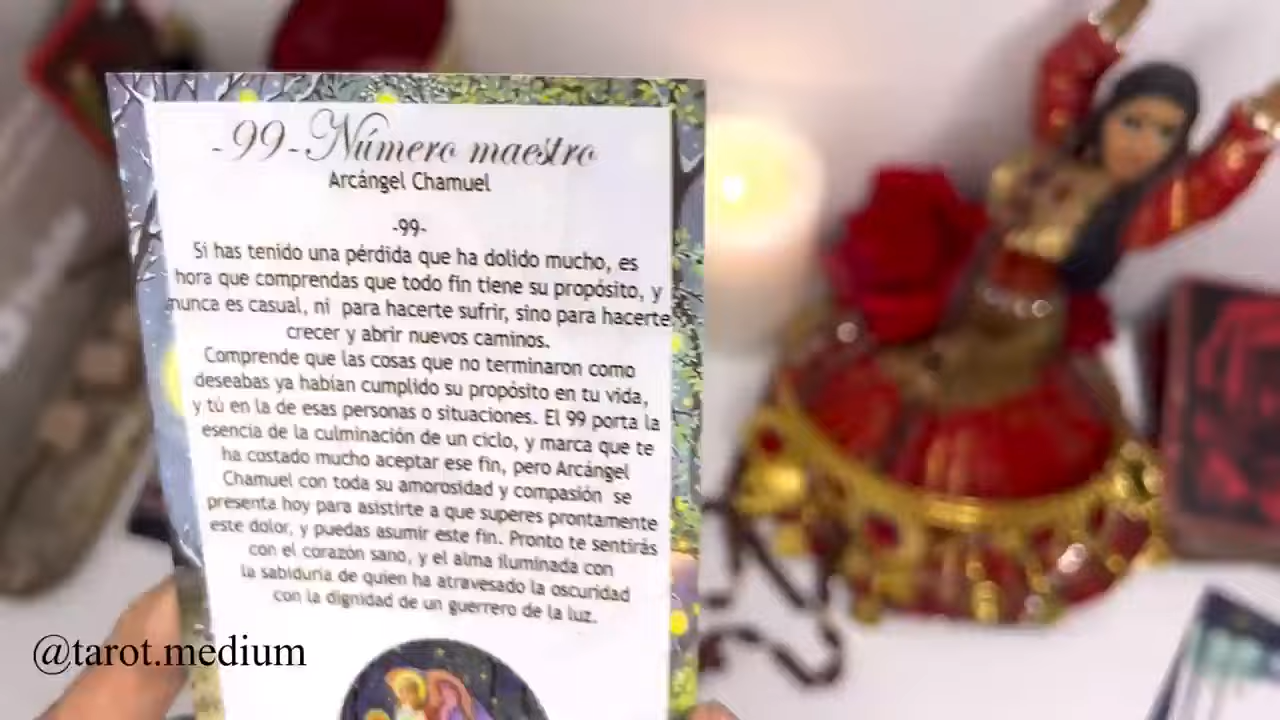 -99-Número maestro
Arcángel Chamuel
-99-
Si has tenido una pérdida que ha dolido mucho, es
hora que comprendas que todo fin tiene su propósito, y
nunca es casual, ni para hacerte sufrir, sino para hacerte
crecer y abrir nuevos caminos.
Comprende que las cosas que no terminaron como
deseabas ya habían cumplido su propósito en tu vida,
y tú en la de esas personas o situaciones. El 99 porta la
esencia de la culminación de un ciclo, y marca que te
ha costado mucho aceptar ese fin, pero Arcángel
Chamuel con toda su amorosidad y compasión se
presenta hoy para asistirte a que superes prontamente
este dolor, y puedas asumir este fin. Pronto te sentirás
con el corazón sano, y el alma iluminada con
la sabiduría de quien ha atravesado la oscuridad
con la dignidad de un guerrero de la luz.
@tarot.medium